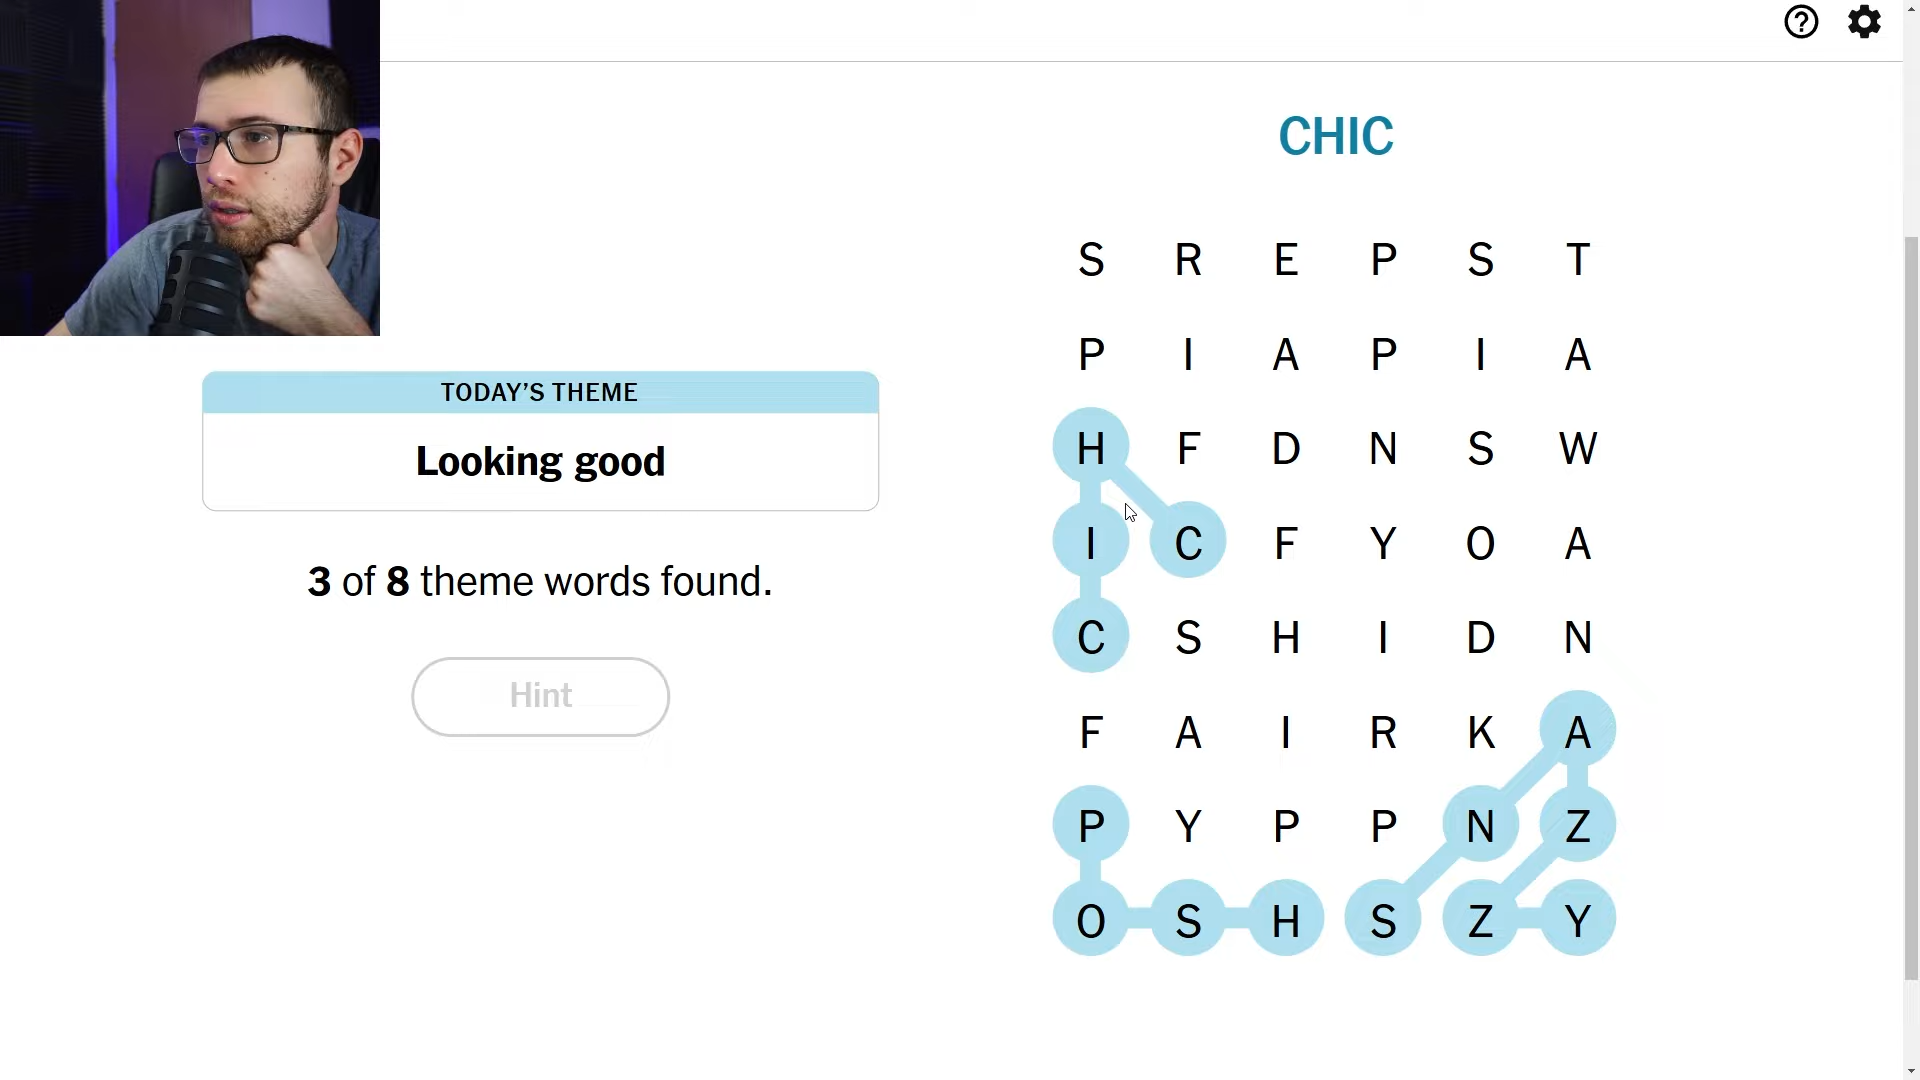 CHIC
S R E P S T
P I A P I A
TODAY'S THEME
Looking good
H F D N S W
I C F Y O A
3 of 8 theme words found.
C S H I D N
Hint
F A I R K A
P Y P P N Z
O S H S Z Y